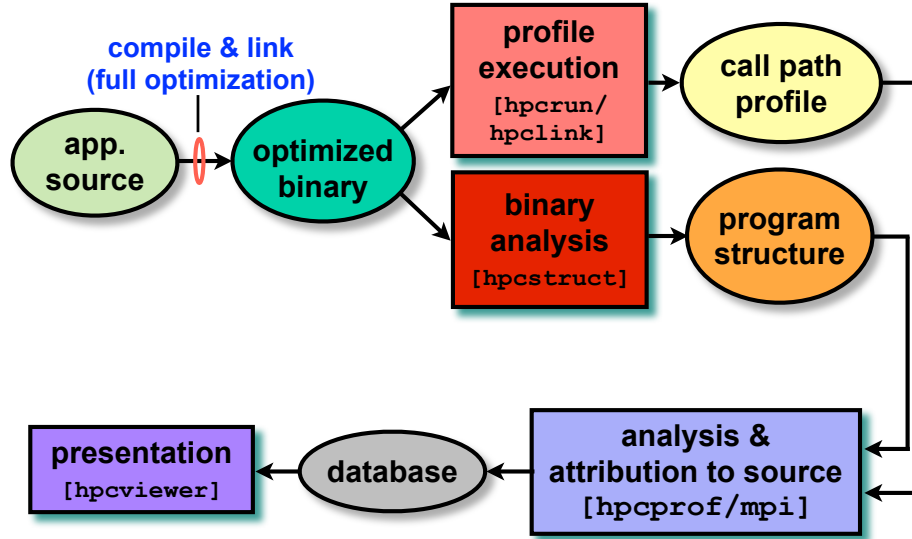 compile & link
(full optimization)
app.
source
optimized
binary
profile
execution
[hpcrun/
hpclink]
call path
profile
binary
analysis
[hpcstruct]
program
structure
presentation
[hpcviewer]
database
analysis &
attribution to source
[hpcprof/mpi]